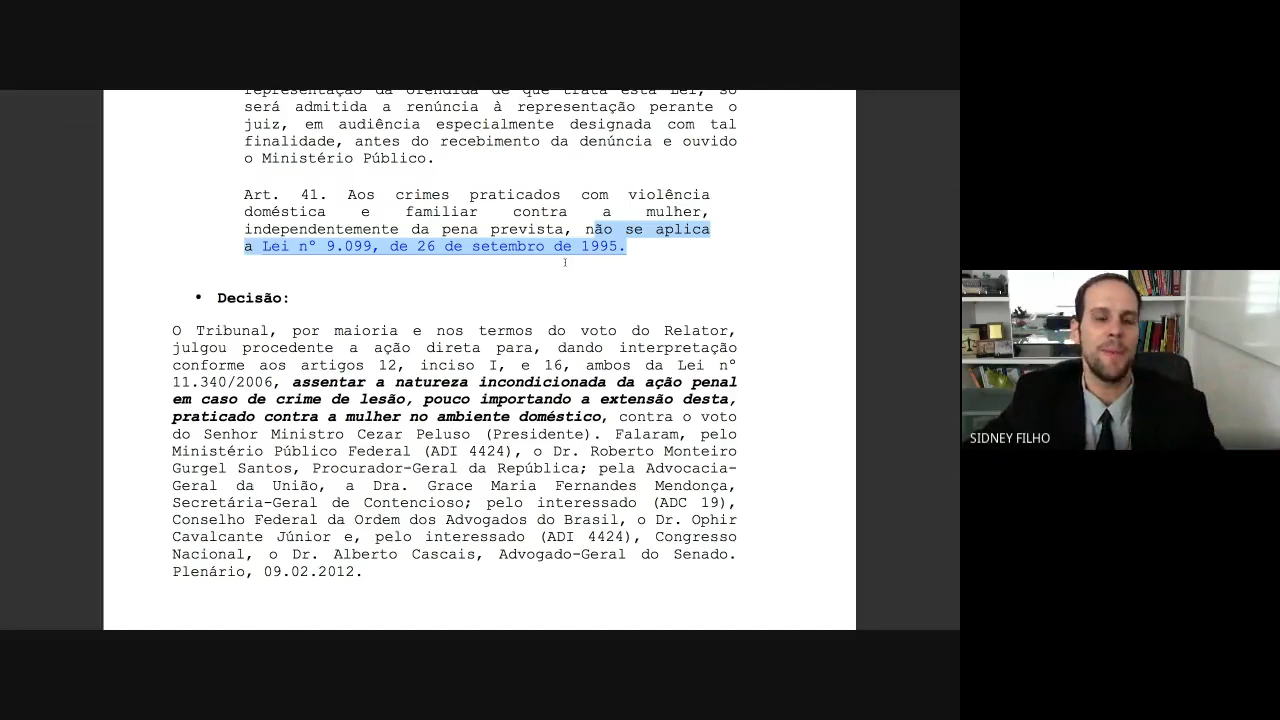 representação da ofendida de que trata esta Lei, só
será admitida a renúncia à representação perante o
juiz, em audiência especialmente designada com tal
finalidade, antes do recebimento da denúncia e ouvido
o Ministério Público.
Art. 41. Aos crimes praticados com violência
doméstica e familiar contra a mulher,
independentemente da pena prevista, não se aplica
a Lei nº 9.099, de 26 de setembro de 1995.
• Decisão:
O Tribunal, por maioria e nos termos do voto do Relator,
julgou procedente a ação direta para, dando interpretação
conforme aos artigos 12, inciso I, e 16, ambos da Lei nº
11.340/2006, assentar a natureza incondicionada da ação penal
em caso de crime de lesão, pouco importando a extensão desta,
praticado contra a mulher no ambiente doméstico, contra o voto
do Senhor Ministro Cezar Peluso (Presidente). Falaram, pelo
Ministério Público Federal (ADI 4424), o Dr. Roberto Monteiro
Gurgel Santos, Procurador-Geral da República; pela Advocacia-
Geral da União, a Dra. Grace Maria Fernandes Mendonça,
Secretária-Geral de Contencioso; pelo interessado (ADC 19),
Conselho Federal da Ordem dos Advogados do Brasil, o Dr. Ophir
Cavalcante Júnior e, pelo interessado (ADI 4424), Congresso
Nacional, o Dr. Alberto Cascais, Advogado-Geral do Senado.
Plenário, 09.02.2012.
SIDNEY FILHO